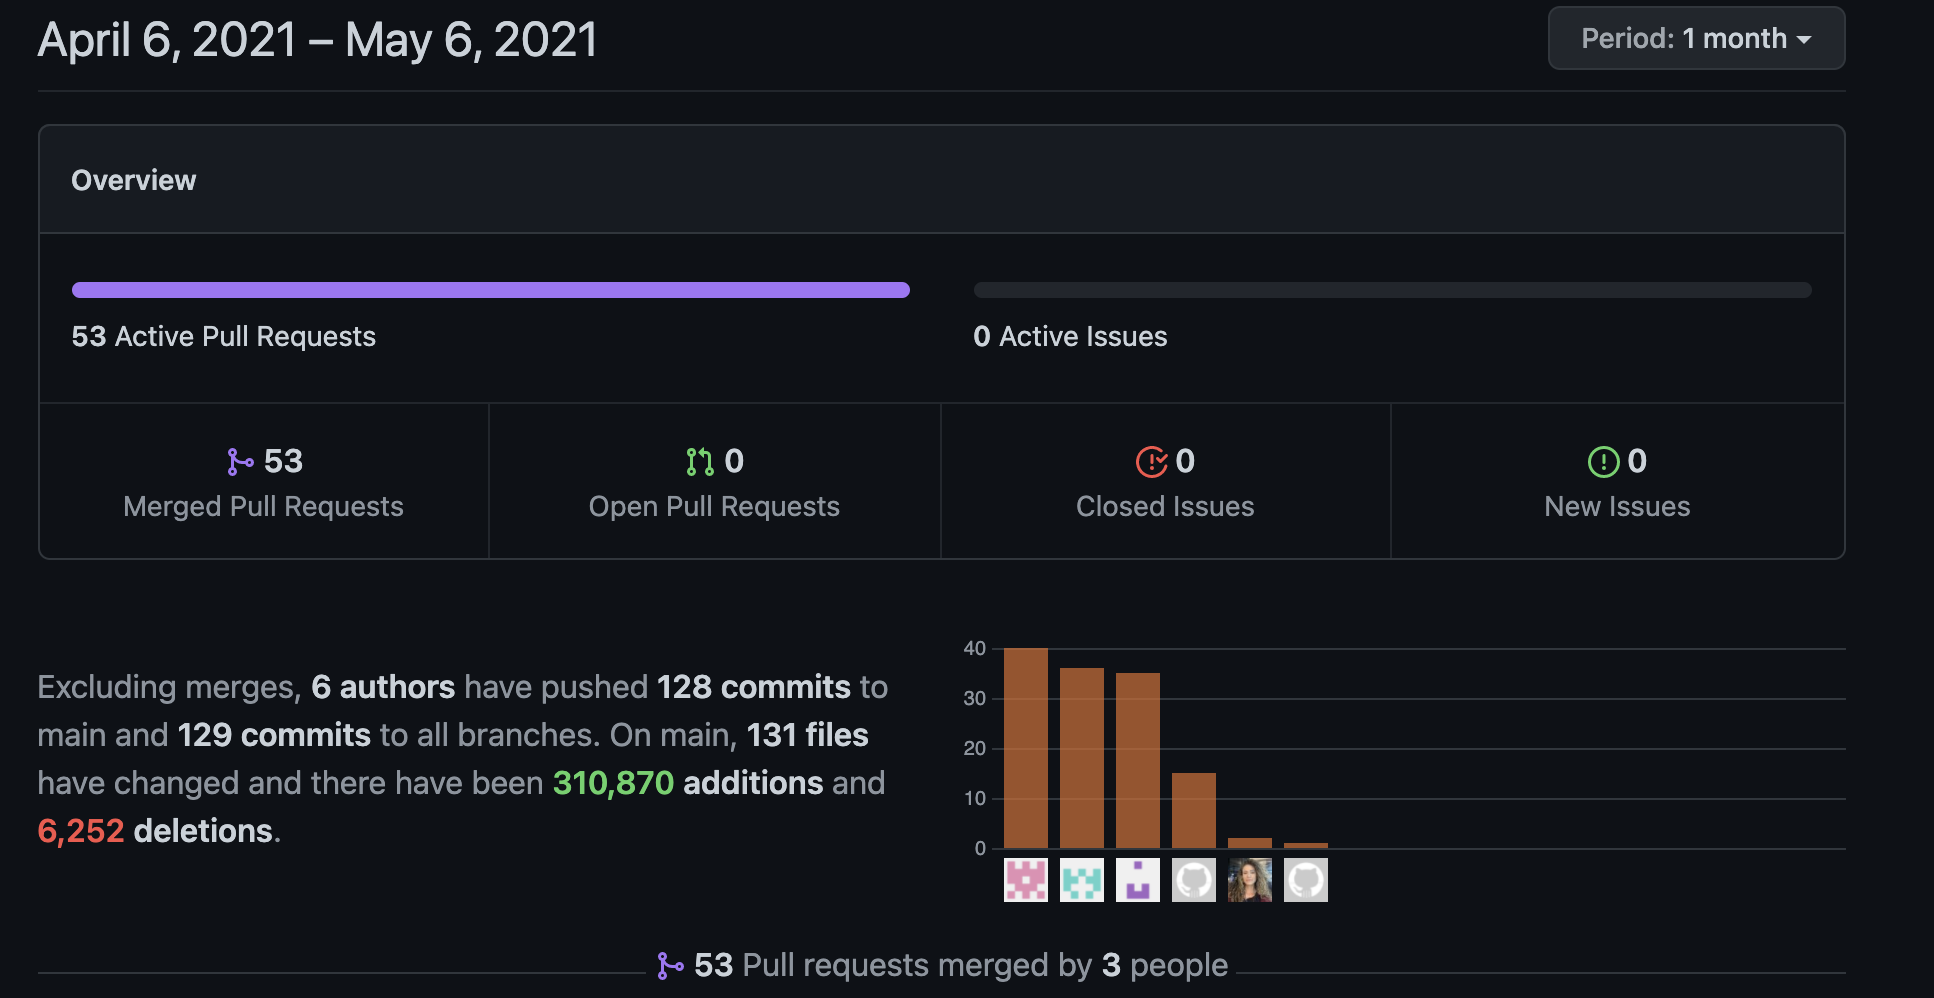 April 6, 2021 – May 6, 2021
Period: 1 month
Overview
53 Active Pull Requests
0 Active Issues
53
Merged Pull Requests
0
Open Pull Requests
0
Closed Issues
0
New Issues
Excluding merges, 6 authors have pushed 128 commits to
main and 129 commits to all branches. On main, 131 files
have changed and there have been 310,870 additions and
6,252 deletions.
40
30
20
10
0
53 Pull requests merged by 3 people